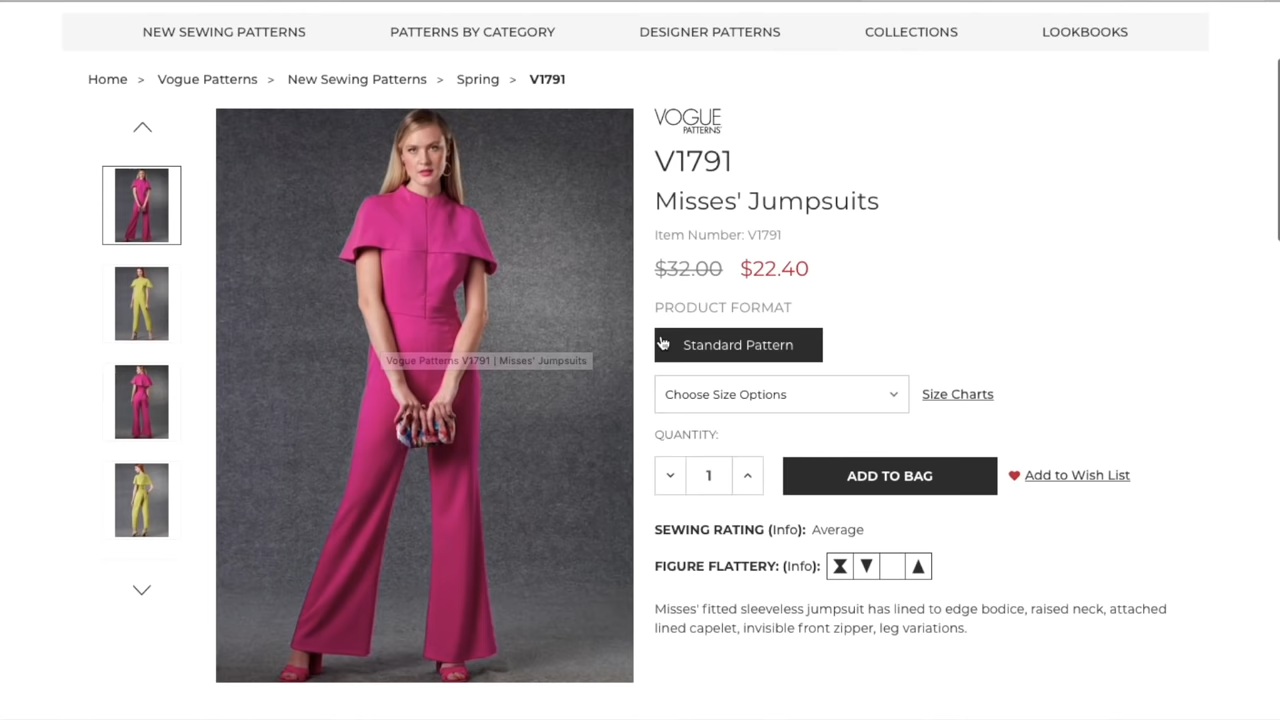 NEW SEWING PATTERNS PATTERNS BY CATEGORY DESIGNER PATTERNS COLLECTIONS LOOKBOOKS
Home > Vogue Patterns > New Sewing Patterns > Spring > V1791
VOGUE
PATTERNS
V1791
Misses' Jumpsuits
Item Number: V1791
$32.00 $22.40
PRODUCT FORMAT
Standard Pattern
Vogue Patterns V1791 | Misses' Jumpsuits
Choose Size Options Size Charts
QUANTITY:
1 ADD TO BAG Add to Wish List
SEWING RATING (Info): Average
FIGURE FLATTERY: (Info):
Misses' fitted sleeveless jumpsuit has lined to edge bodice, raised neck, attached
lined capelet, invisible front zipper, leg variations.